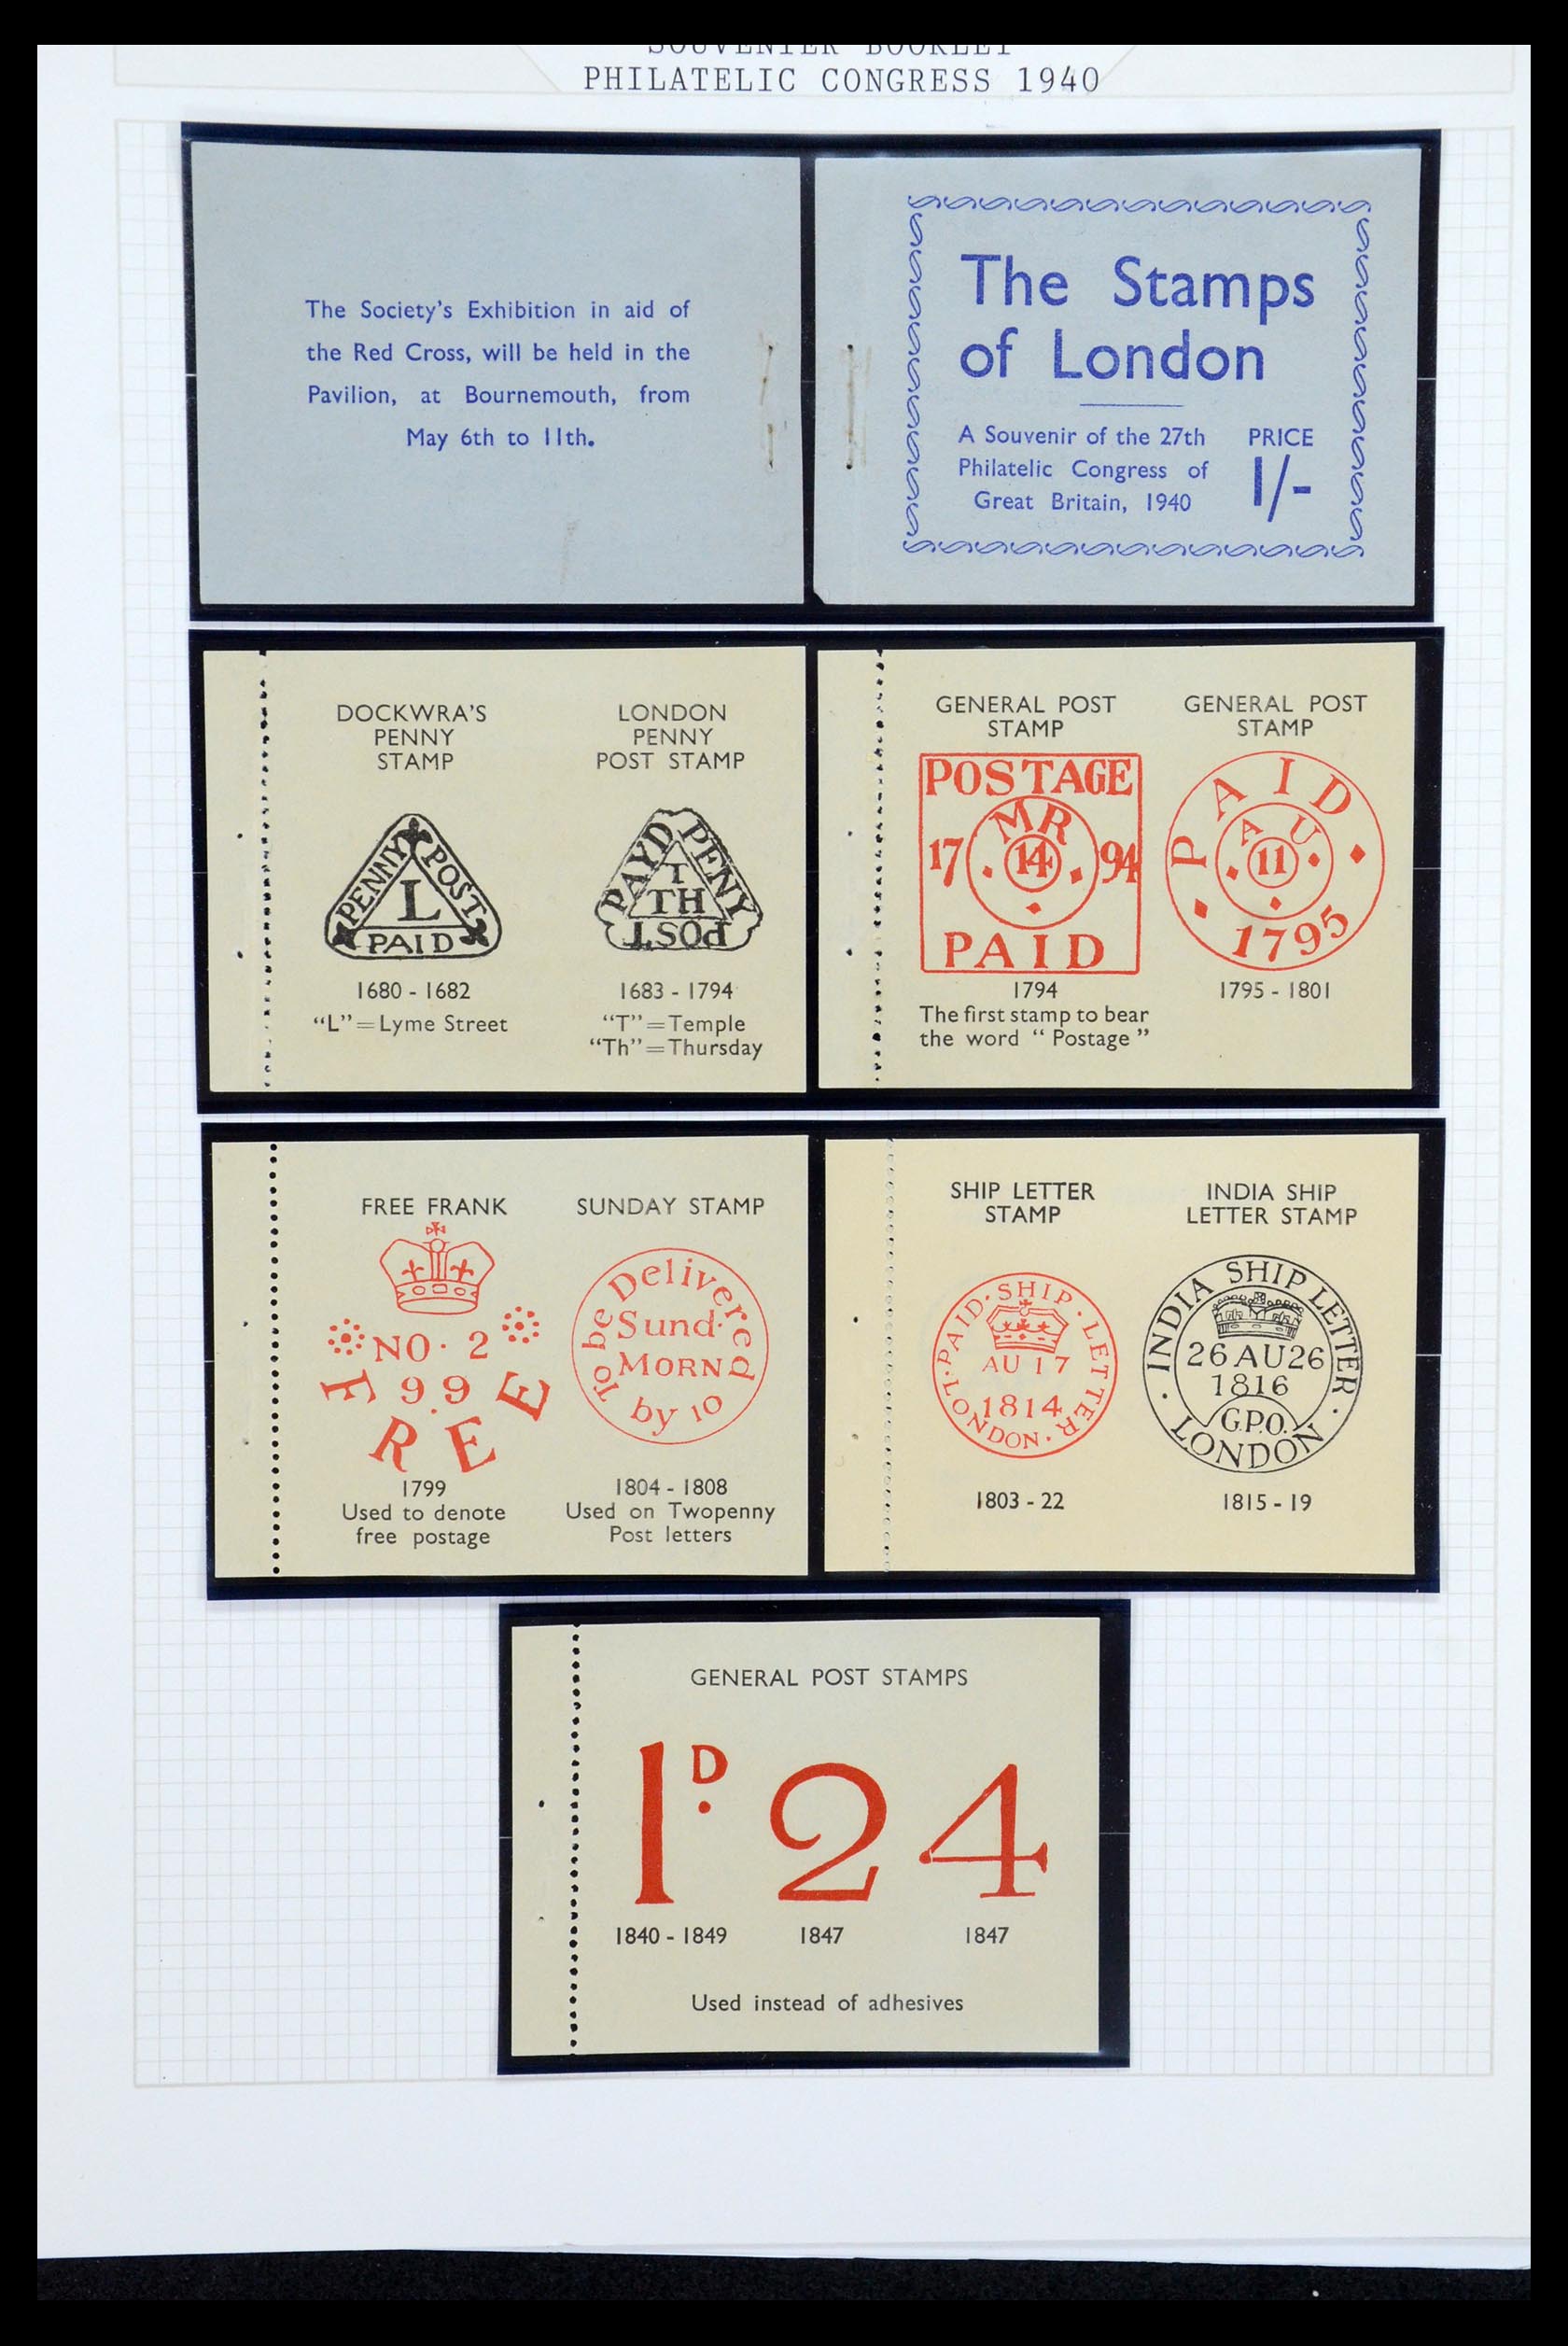 SOUVENIER BOOKLET
PHILATELIC CONGRESS 1940
The Society's Exhibition in aid of
the Red Cross, will be held in the
Pavilion, at Bournemouth, from
May 6th to 11th.
The Stamps
of London
A Souvenir of the 27th
Philatelic Congress of
Great Britain, 1940
PRICE
1/-
DOCKWRA'S
PENNY
STAMP
PENNY POST
L
PAID
1680 - 1682
"L"=Lyme Street
LONDON
PENNY
POST STAMP
PAYD PENY
T
TH
POST
1683 - 1794
"T"=Temple
"Th"=Thursday
GENERAL POST
STAMP
POSTAGE
MR
17 14 94
PAID
1794
The first stamp to bear
the word "Postage"
GENERAL POST
STAMP
PAID
AU
11
1795
1795 - 1801
FREE FRANK
NO. 2
99
FREE
1799
Used to denote
free postage
SUNDAY STAMP
To be Delivered
Sund.
MORN
by 10
1804 - 1808
Used on Twopenny
Post letters
SHIP LETTER
STAMP
PAID · SHIP · LETTER
AU 17
1814
· LONDON ·
1803 - 22
INDIA SHIP
LETTER STAMP
INDIA SHIP LETTER
26 AU 26
1816
G.P.O.
LONDON
1815 - 19
GENERAL POST STAMPS
1D. 2 4
1840 - 1849 1847 1847
Used instead of adhesives